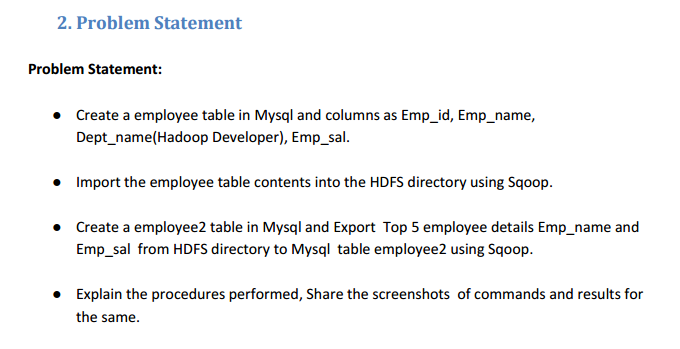 2. Problem Statement
Problem Statement:
● Create a employee table in Mysql and columns as Emp_id, Emp_name,
Dept_name(Hadoop Developer), Emp_sal.
● Import the employee table contents into the HDFS directory using Sqoop.
● Create a employee2 table in Mysql and Export Top 5 employee details Emp_name and
Emp_sal from HDFS directory to Mysql table employee2 using Sqoop.
● Explain the procedures performed, Share the screenshots of commands and results for
the same.